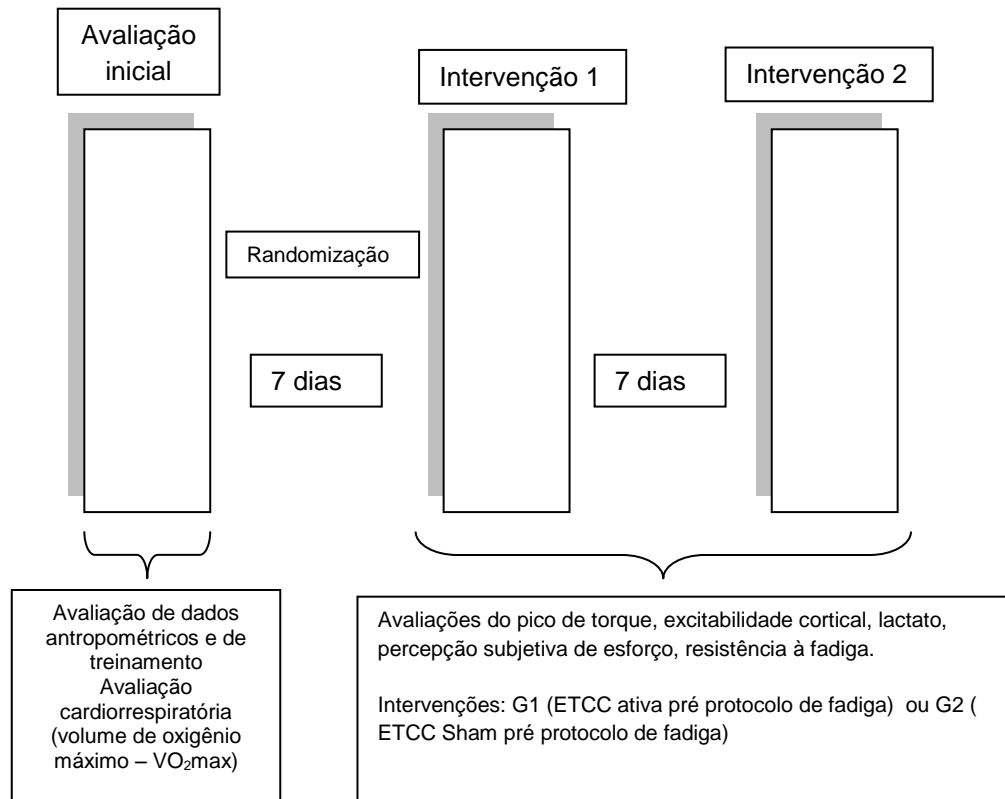 Avaliação
inicial
Intervenção 1
Intervenção 2
Randomização
7 dias
7 dias
Avaliação de dados
antropométricos e de
treinamento
Avaliação
cardiorrespiratória
(volume de oxigênio
máximo – VO₂max)
Avaliações do pico de torque, excitabilidade cortical, lactato,
percepção subjetiva de esforço, resistência à fadiga.
Intervenções: G1 (ETCC ativa pré protocolo de fadiga) ou G2 (
ETCC Sham pré protocolo de fadiga)